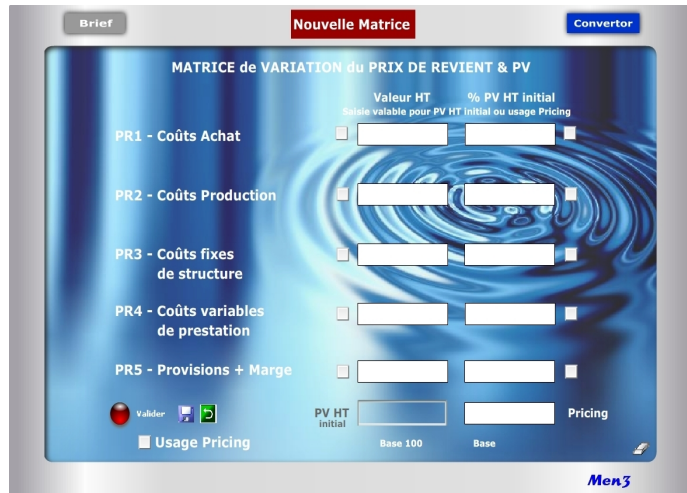 Brief
Nouvelle Matrice
Convertor
MATRICE de VARIATION du PRIX DE REVIENT & PV
Valeur HT
% PV HT initial
Saisie valable pour PV HT initial ou usage Pricing
PR1 - Coûts Achat
PR2 - Coûts Production
PR3 - Coûts fixes
de structure
PR4 - Coûts variables
de prestation
PR5 - Provisions + Marge
Valider
PV HT
initial
Pricing
Usage Pricing
Base 100
Base
Men3